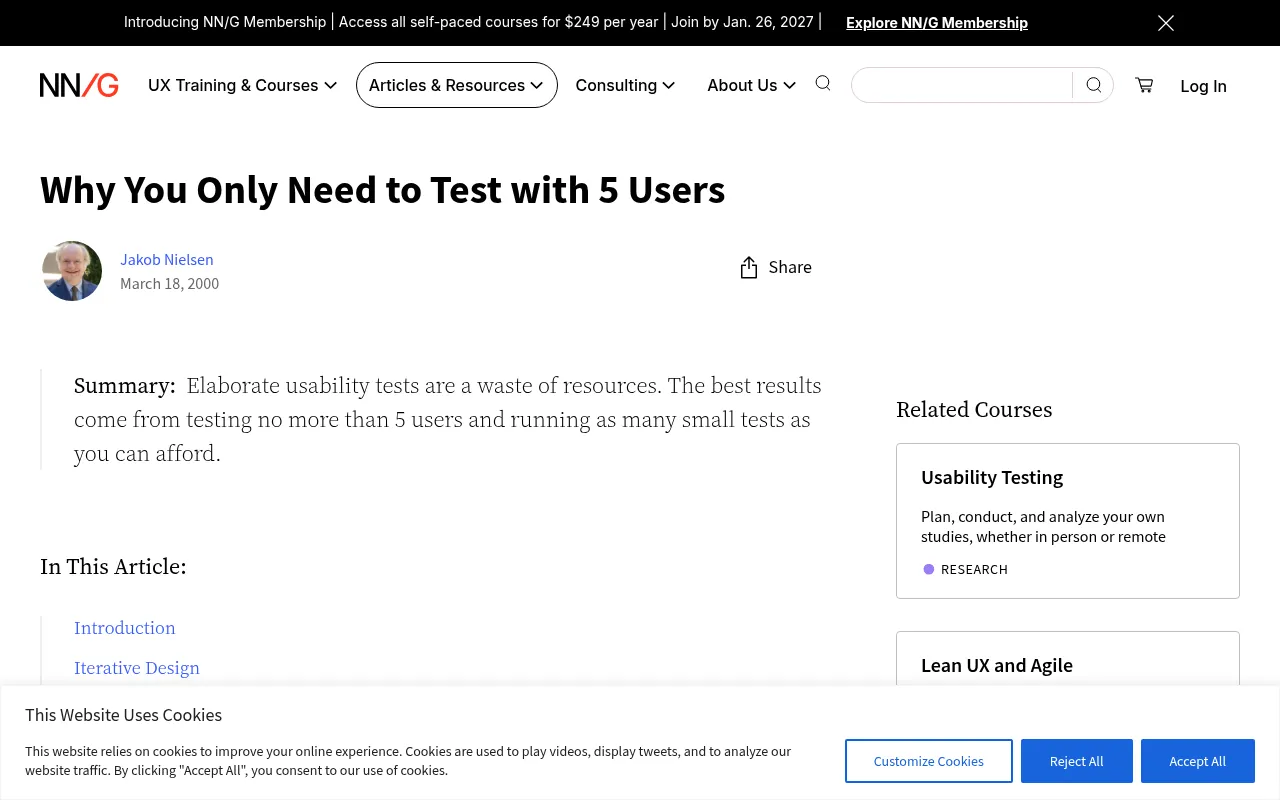 Introducing NN/G Membership | Access all self-paced courses for $249 per year | Join by Jan. 26, 2027 | Explore NN/G Membership
NN/G UX Training & Courses Articles & Resources Consulting About Us Log In
Why You Only Need to Test with 5 Users
Jakob Nielsen
March 18, 2000
Share
Summary: Elaborate usability tests are a waste of resources. The best results
come from testing no more than 5 users and running as many small tests as
you can afford.
In This Article:
Introduction
Iterative Design
Related Courses
Usability Testing
Plan, conduct, and analyze your own
studies, whether in person or remote
RESEARCH
Lean UX and Agile
This Website Uses Cookies
This website relies on cookies to improve your online experience. Cookies are used to play videos, display tweets, and to analyze our
website traffic. By clicking "Accept All", you consent to our use of cookies.
Customize Cookies Reject All Accept All